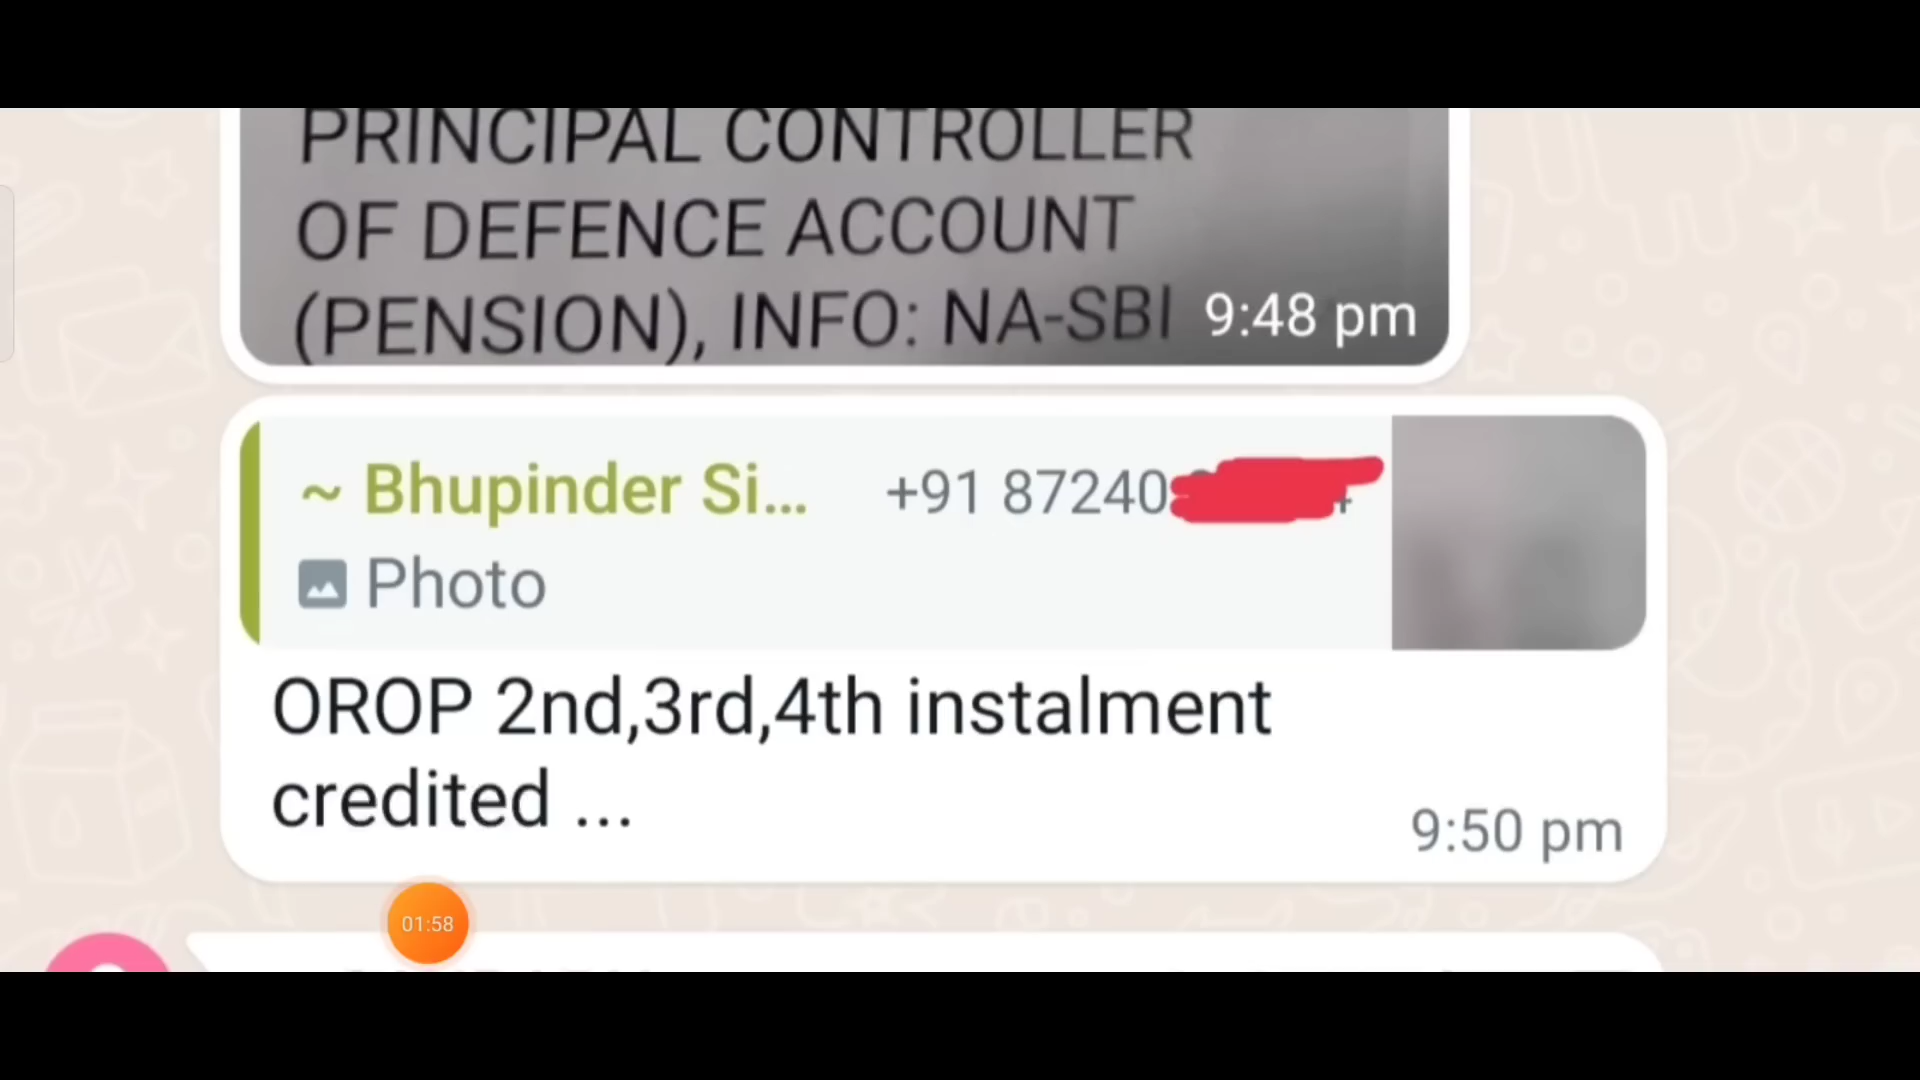 PRINCIPAL CONTROLLER
OF DEFENCE ACCOUNT
(PENSION), INFO: NA-SBI
9:48 pm
~ Bhupinder Si... +91 87240
Photo
OROP 2nd,3rd,4th instalment
credited ...
9:50 pm
01:58